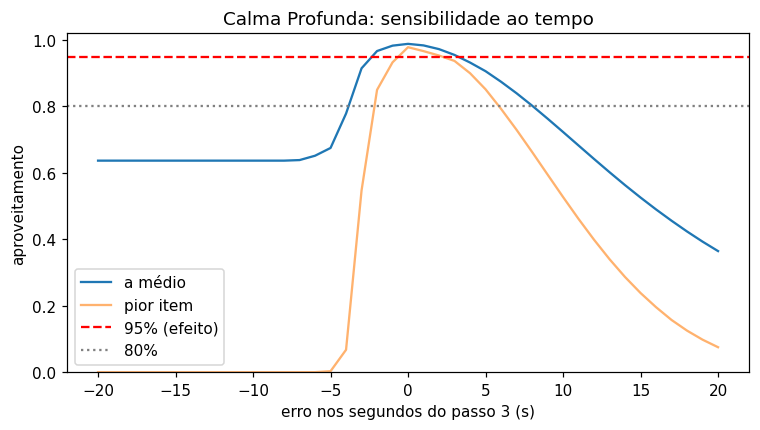 Calma Profunda: sensibilidade ao tempo
1.0
0.8
0.6
0.4
0.2
0.0
aproveitamento
a médio
pior item
95% (efeito)
80%
−20 −15 −10 −5 0 5 10 15 20
erro nos segundos do passo 3 (s)